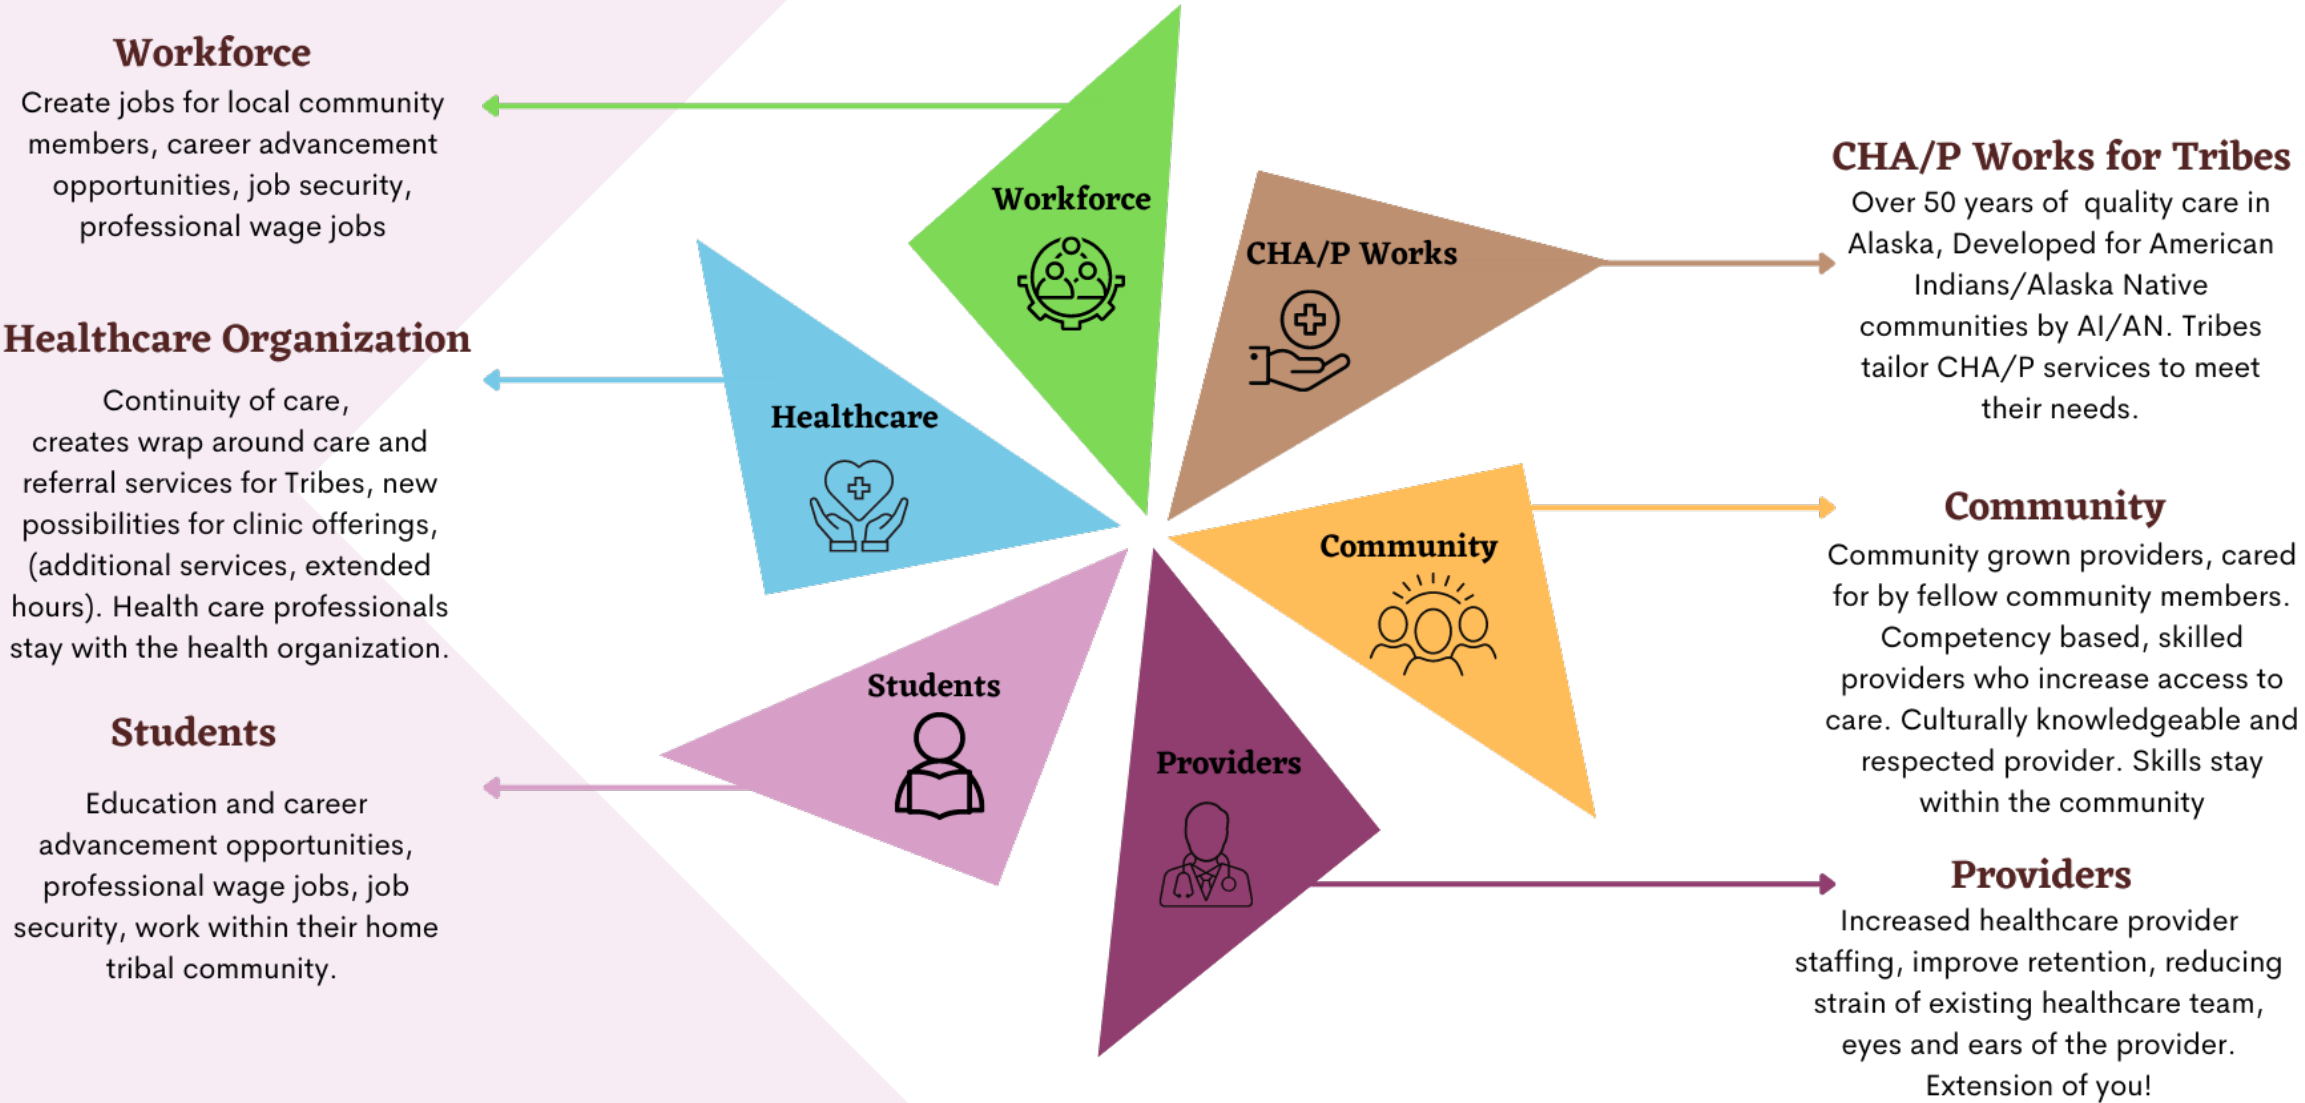 Workforce
Create jobs for local community
members, career advancement
opportunities, job security,
professional wage jobs
Healthcare Organization
Continuity of care,
creates wrap around care and
referral services for Tribes, new
possibilities for clinic offerings,
(additional services, extended
hours). Health care professionals
stay with the health organization.
Students
Education and career
advancement opportunities,
professional wage jobs, job
security, work within their home
tribal community.
Workforce
CHA/P Works
Healthcare
Community
Students
Providers
CHA/P Works for Tribes
Over 50 years of quality care in
Alaska, Developed for American
Indians/Alaska Native
communities by AI/AN. Tribes
tailor CHA/P services to meet
their needs.
Community
Community grown providers, cared
for by fellow community members.
Competency based, skilled
providers who increase access to
care. Culturally knowledgeable and
respected provider. Skills stay
within the community
Providers
Increased healthcare provider
staffing, improve retention, reducing
strain of existing healthcare team,
eyes and ears of the provider.
Extension of you!